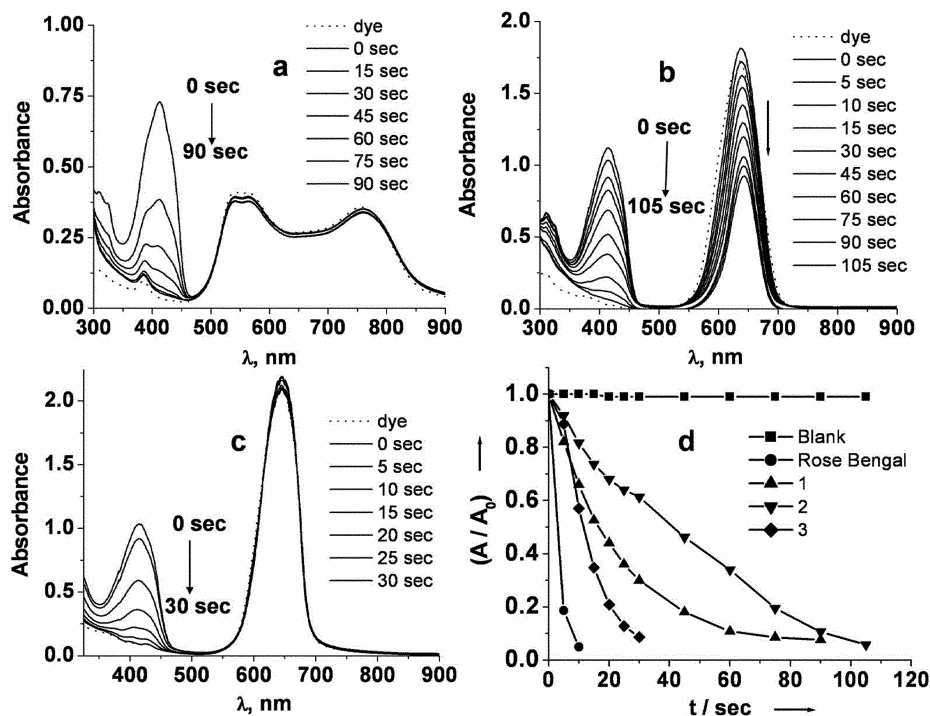 a
Absorbance
1.00
0.75
0.50
0.25
0.00
300 400 500 600 700 800 900
λ, nm
0 sec
90 sec
dye
0 sec
15 sec
30 sec
45 sec
60 sec
75 sec
90 sec
b
Absorbance
2.0
1.5
1.0
0.5
0.0
300 400 500 600 700 800 900
λ, nm
0 sec
105 sec
dye
0 sec
5 sec
10 sec
15 sec
30 sec
45 sec
60 sec
75 sec
90 sec
105 sec
c
Absorbance
2.0
1.5
1.0
0.5
0.0
400 500 600 700 800 900
λ, nm
0 sec
30 sec
dye
0 sec
5 sec
10 sec
15 sec
20 sec
25 sec
30 sec
d
(A / A0)
1.0
0.8
0.6
0.4
0.2
0.0
0 20 40 60 80 100 120
t / sec
Blank
Rose Bengal
1
2
3